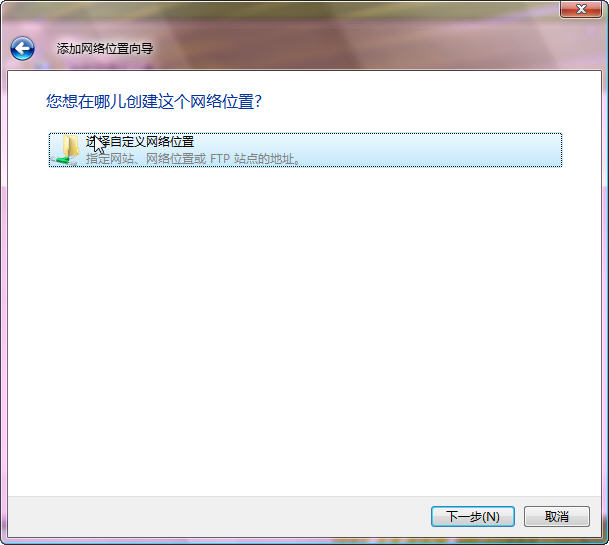 添加网络位置向导
您想在哪儿创建这个网络位置?
选择自定义网络位置
指定网站、网络位置或 FTP 站点的地址。
下一步(N)
取消